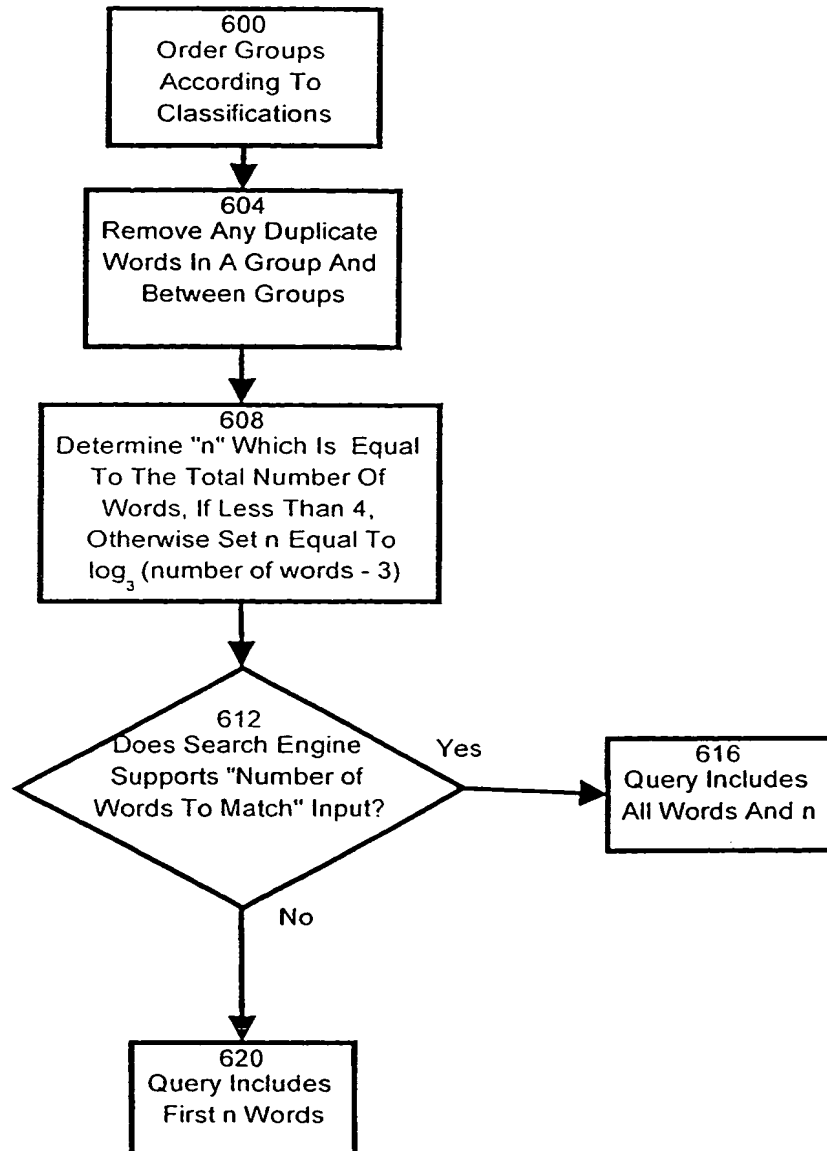 600
Order Groups
According To
Classifications
604
Remove Any Duplicate
Words In A Group And
Between Groups
608
Determine "n" Which Is Equal
To The Total Number Of
Words, If Less Than 4,
Otherwise Set n Equal To
log₃ (number of words - 3)
612
Does Search Engine
Supports "Number of
Words To Match" Input?
Yes
616
Query Includes
All Words And n
No
620
Query Includes
First n Words